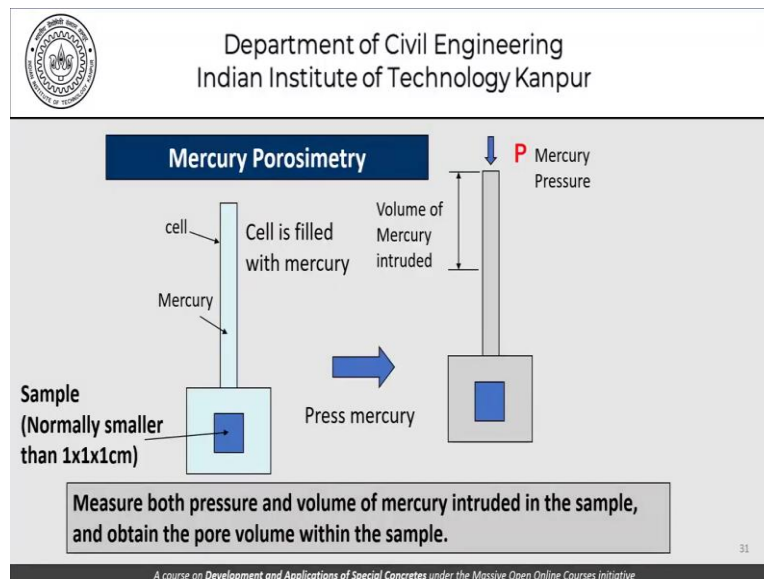 Department of Civil Engineering
Indian Institute of Technology Kanpur
Mercury Porosimetry
P Mercury
Pressure
cell
Cell is filled
with mercury
Volume of
Mercury
intruded
Mercury
Sample
(Normally smaller
than 1x1x1cm)
Press mercury
Measure both pressure and volume of mercury intruded in the sample,
and obtain the pore volume within the sample.
31
A course on Development and Applications of Special Concretes under the Massive Open Online Courses initiative